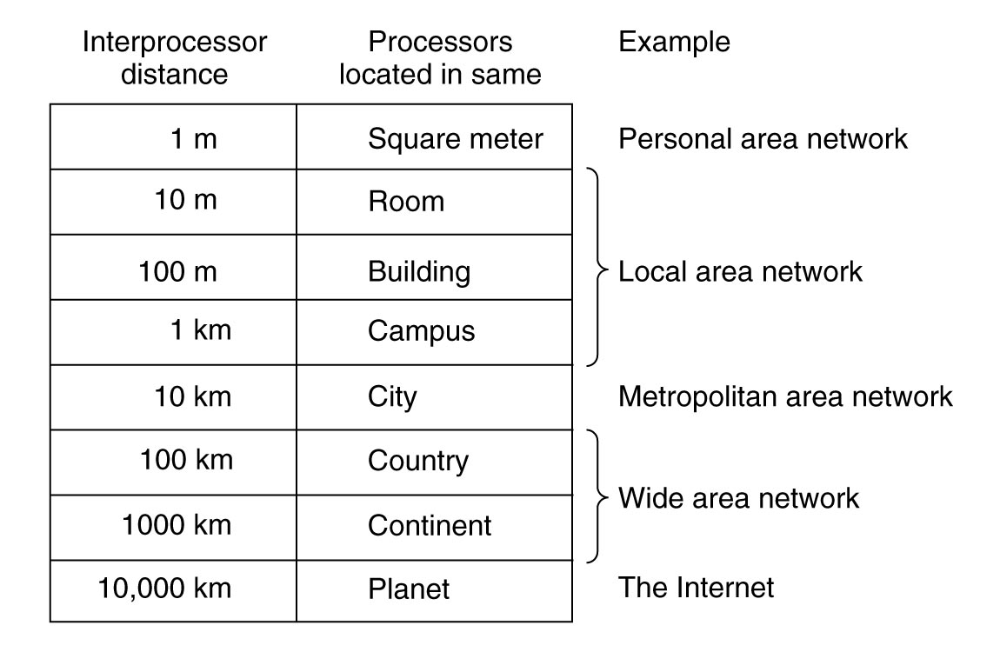 Interprocessor distance Processors located in same Example
1 m Square meter Personal area network
10 m Room
100 m Building Local area network
1 km Campus
10 km City Metropolitan area network
100 km Country
Wide area network
1000 km Continent
10,000 km Planet The Internet